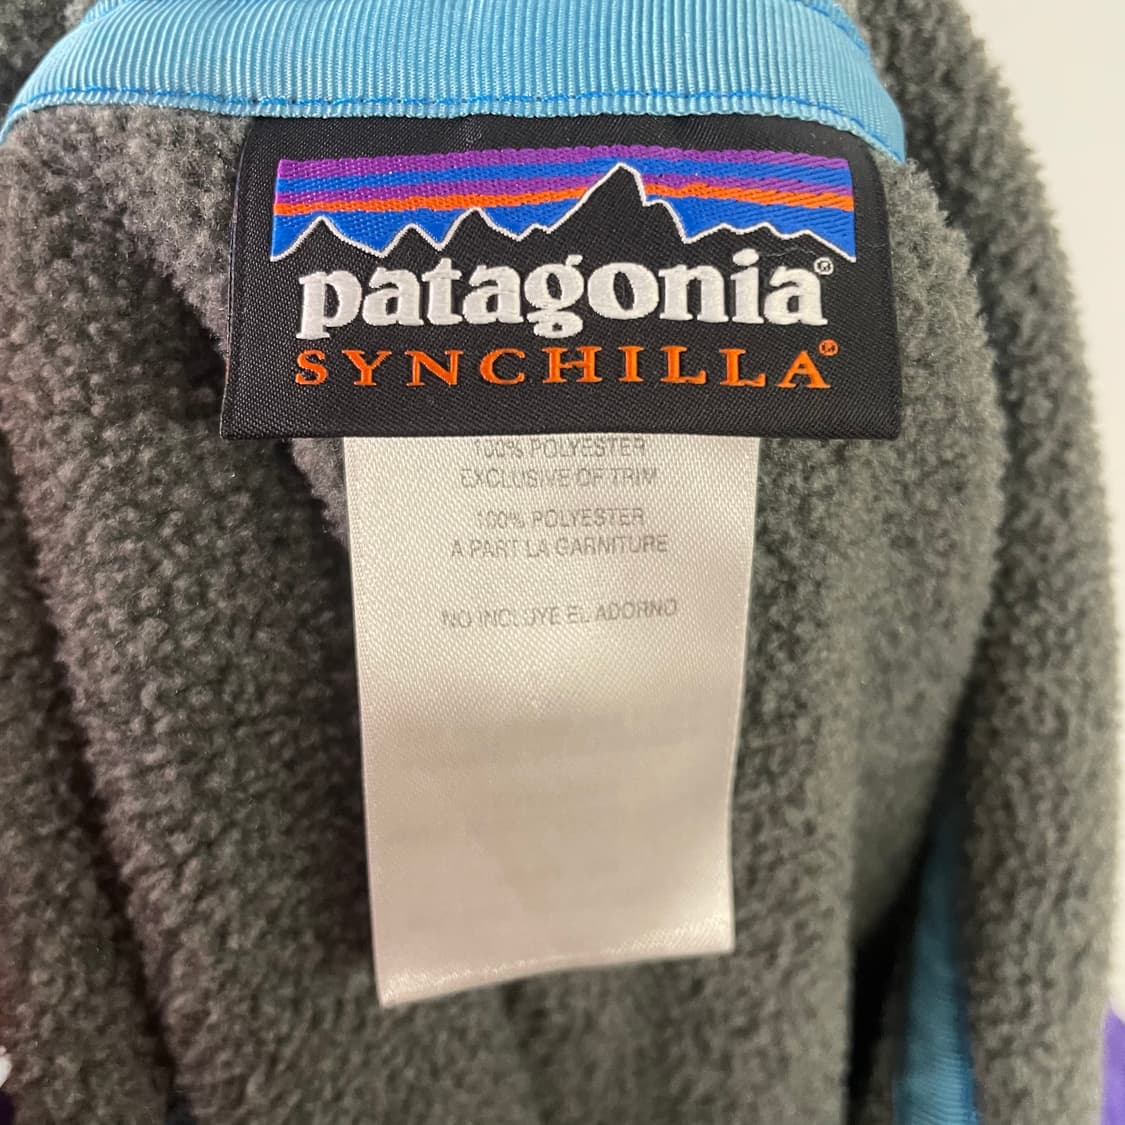 patagonia®
SYNCHILLA®
100% POLYESTER
EXCLUSIVE OF TRIM
100% POLYESTER
A PART LA GARNITURE
NO INCLUYE EL ADORNO